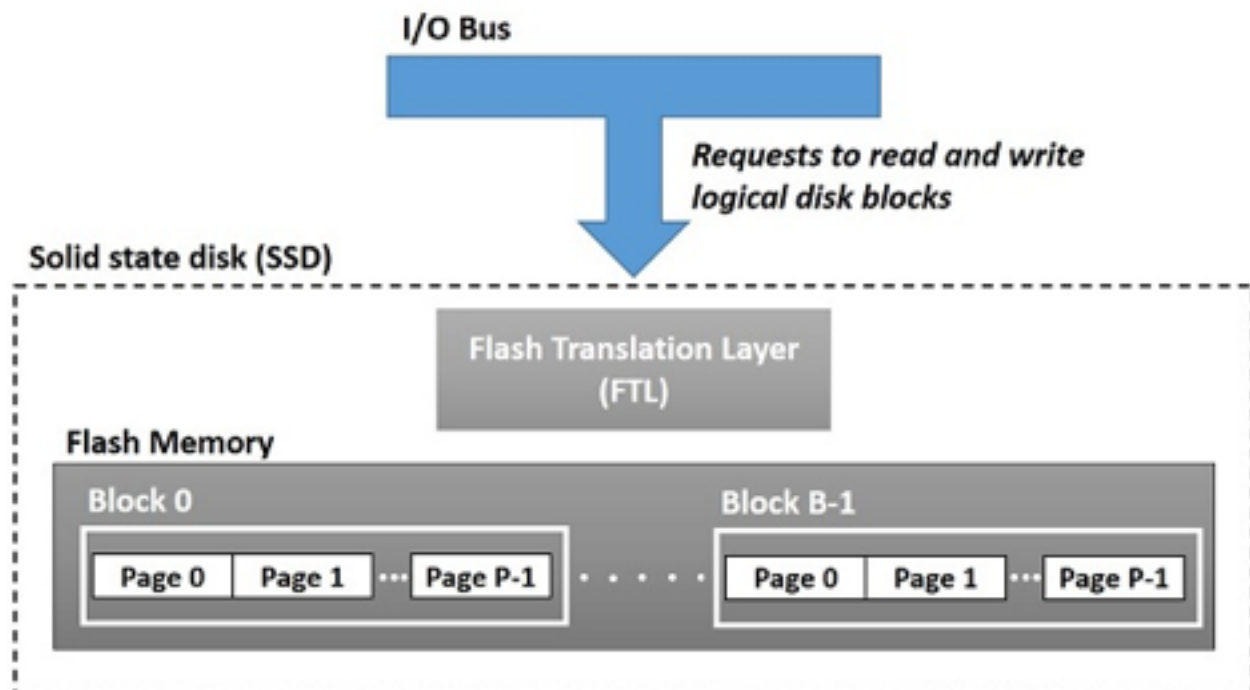 I/O Bus
Requests to read and write
logical disk blocks
Solid state disk (SSD)
Flash Translation Layer
(FTL)
Flash Memory
Block 0
Block B-1
Page 0 Page 1 ... Page P-1 . . . . . Page 0 Page 1 ... Page P-1